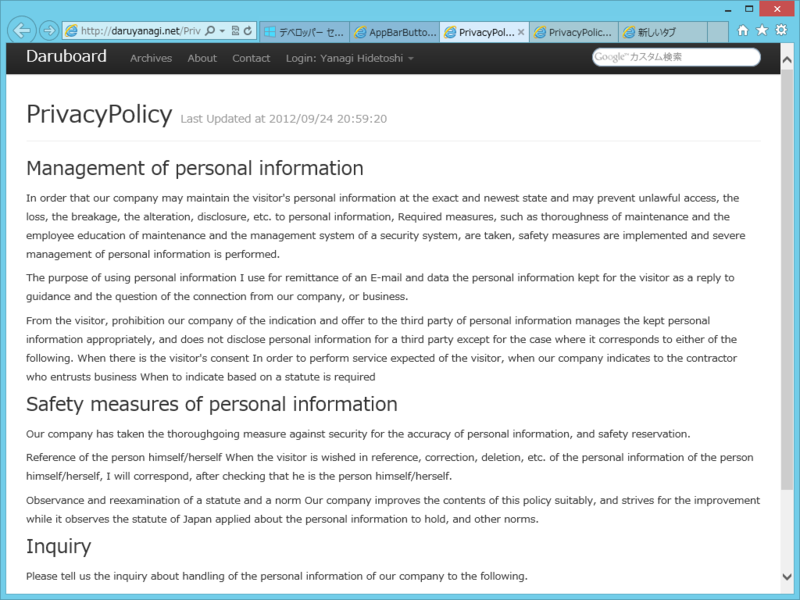 http://daruyanagi.net/Priv
デベロッパー セ...
AppBarButto...
PrivacyPol...
PrivacyPolic...
新しいタブ
Daruboard
Archives
About
Contact
Login: Yanagi Hidetoshi
Google™ カスタム検索
PrivacyPolicy Last Updated at 2012/09/24 20:59:20
Management of personal information
In order that our company may maintain the visitor's personal information at the exact and newest state and may prevent unlawful access, the
loss, the breakage, the alteration, disclosure, etc. to personal information, Required measures, such as thoroughness of maintenance and the
employee education of maintenance and the management system of a security system, are taken, safety measures are implemented and severe
management of personal information is performed.
The purpose of using personal information I use for remittance of an E-mail and data the personal information kept for the visitor as a reply to
guidance and the question of the connection from our company, or business.
From the visitor, prohibition our company of the indication and offer to the third party of personal information manages the kept personal
information appropriately, and does not disclose personal information for a third party except for the case where it corresponds to either of the
following. When there is the visitor's consent In order to perform service expected of the visitor, when our company indicates to the contractor
who entrusts business When to indicate based on a statute is required
Safety measures of personal information
Our company has taken the thoroughgoing measure against security for the accuracy of personal information, and safety reservation.
Reference of the person himself/herself When the visitor is wished in reference, correction, deletion, etc. of the personal information of the person
himself/herself, I will correspond, after checking that he is the person himself/herself.
Observance and reexamination of a statute and a norm Our company improves the contents of this policy suitably, and strives for the improvement
while it observes the statute of Japan applied about the personal information to hold, and other norms.
Inquiry
Please tell us the inquiry about handling of the personal information of our company to the following.